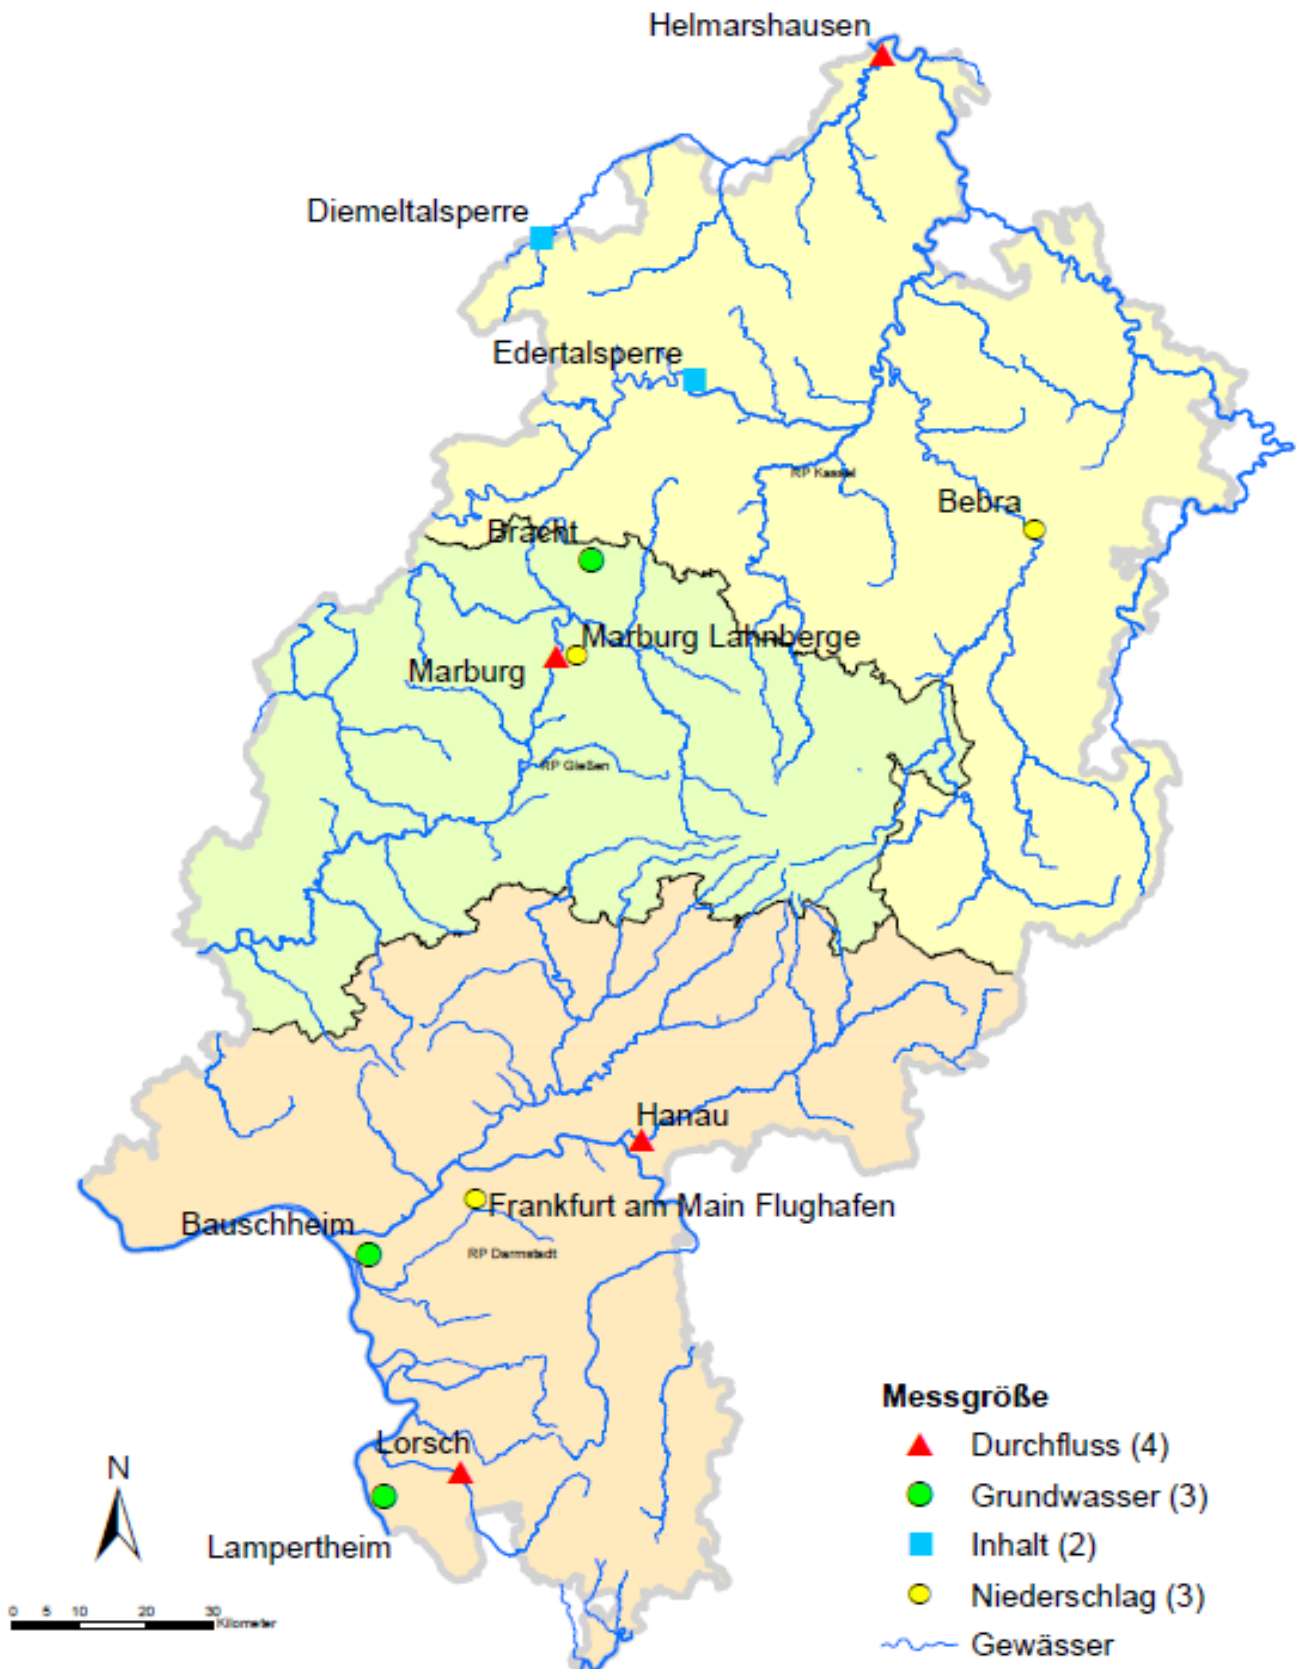 Helmarshausen
Diemeltalsperre
Edertalsperre
RP Kassel
Bebra
Bracht
Marburg Lahnberge
Marburg
RP Gießen
Hanau
Frankfurt am Main Flughafen
Bauschheim
RP Darmstadt
Lorsch
Lampertheim
N
0 5 10 20 30
Kilometer
Messgröße
Durchfluss (4)
Grundwasser (3)
Inhalt (2)
Niederschlag (3)
Gewässer